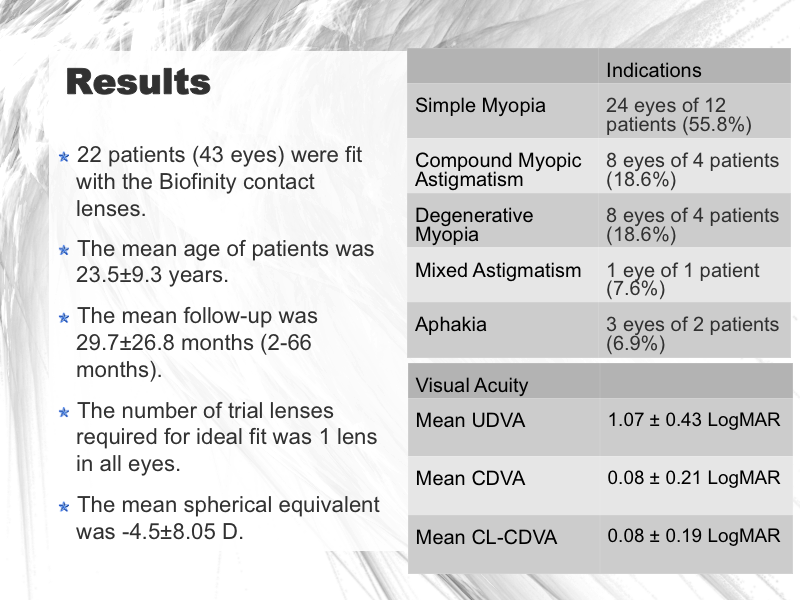 Results
22 patients (43 eyes) were fit
with the Biofinity contact
lenses.
The mean age of patients was
23.5±9.3 years.
The mean follow-up was
29.7±26.8 months (2-66
months).
The number of trial lenses
required for ideal fit was 1 lens
in all eyes.
The mean spherical equivalent
was -4.5±8.05 D.
Indications
Simple Myopia
24 eyes of 12
patients (55.8%)
Compound Myopic
Astigmatism
8 eyes of 4 patients
(18.6%)
Degenerative
Myopia
8 eyes of 4 patients
(18.6%)
Mixed Astigmatism
1 eye of 1 patient
(7.6%)
Aphakia
3 eyes of 2 patients
(6.9%)
Visual Acuity
Mean UDVA
1.07 ± 0.43 LogMAR
Mean CDVA
0.08 ± 0.21 LogMAR
Mean CL-CDVA
0.08 ± 0.19 LogMAR